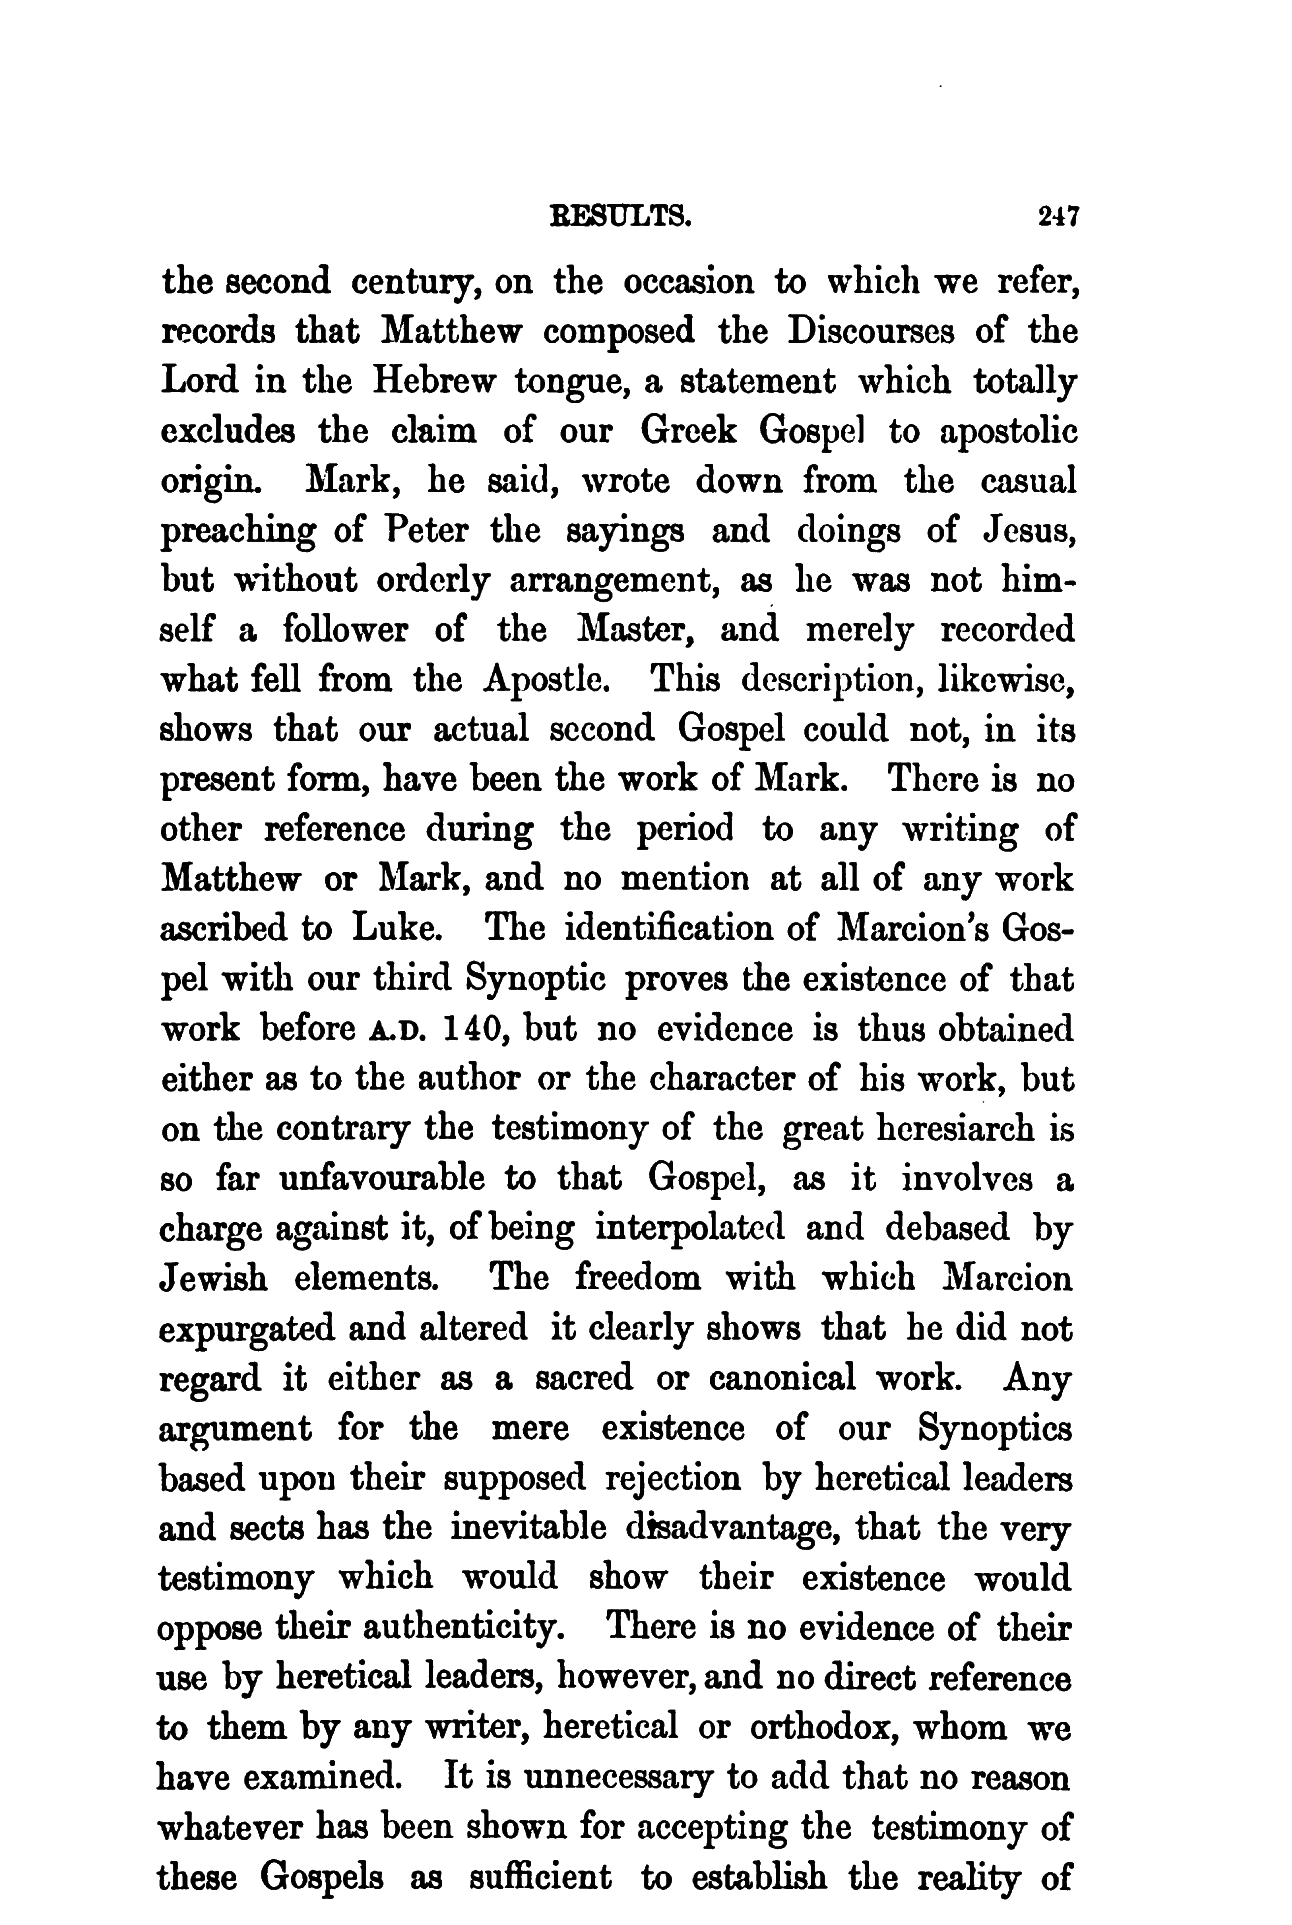 RESULTS. 247
the second century, on the occasion to which we refer,
records that Matthew composed the Discourses of the
Lord in the Hebrew tongue, a statement which totally
excludes the claim of our Greek Gospel to apostolic
origin. Mark, he said, wrote down from the casual
preaching of Peter the sayings and doings of Jesus,
but without orderly arrangement, as he was not him-
self a follower of the Master, and merely recorded
what fell from the Apostle. This description, likewise,
shows that our actual second Gospel could not, in its
present form, have been the work of Mark. There is no
other reference during the period to any writing of
Matthew or Mark, and no mention at all of any work
ascribed to Luke. The identification of Marcion's Gos-
pel with our third Synoptic proves the existence of that
work before A.D. 140, but no evidence is thus obtained
either as to the author or the character of his work, but
on the contrary the testimony of the great heresiarch is
so far unfavourable to that Gospel, as it involves a
charge against it, of being interpolated and debased by
Jewish elements. The freedom with which Marcion
expurgated and altered it clearly shows that he did not
regard it either as a sacred or canonical work. Any
argument for the mere existence of our Synoptics
based upon their supposed rejection by heretical leaders
and sects has the inevitable disadvantage, that the very
testimony which would show their existence would
oppose their authenticity. There is no evidence of their
use by heretical leaders, however, and no direct reference
to them by any writer, heretical or orthodox, whom we
have examined. It is unnecessary to add that no reason
whatever has been shown for accepting the testimony of
these Gospels as sufficient to establish the reality of